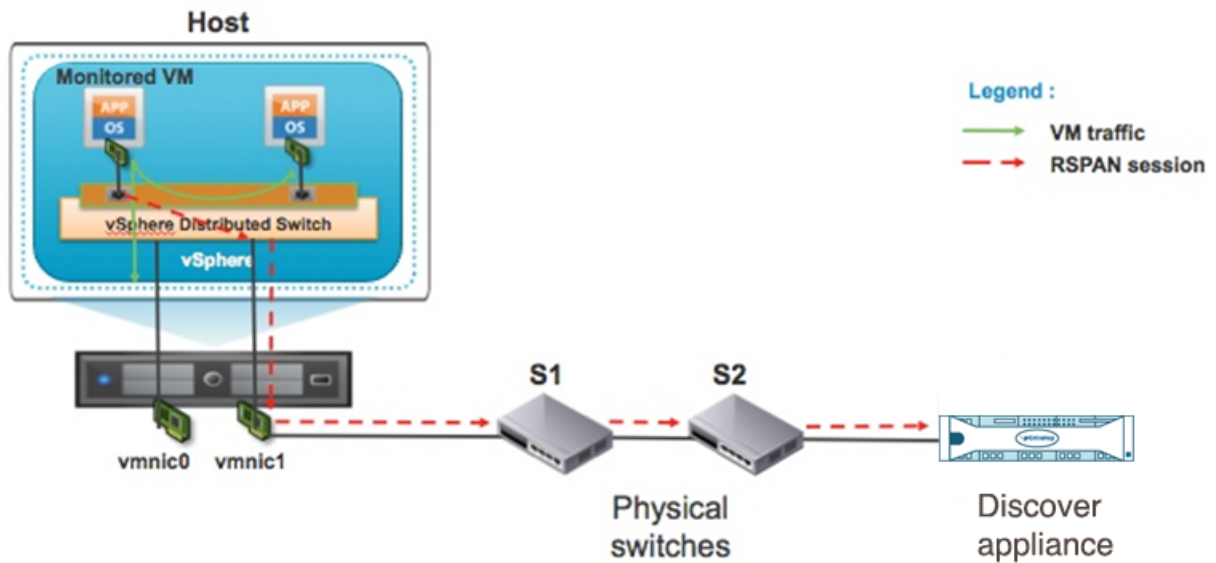 Host
Monitored VM
APP
OS
APP
OS
vSphere Distributed Switch
vSphere
Legend :
VM traffic
RSPAN session
S1
S2
vmnic0
vmnic1
Physical
switches
Discover
appliance